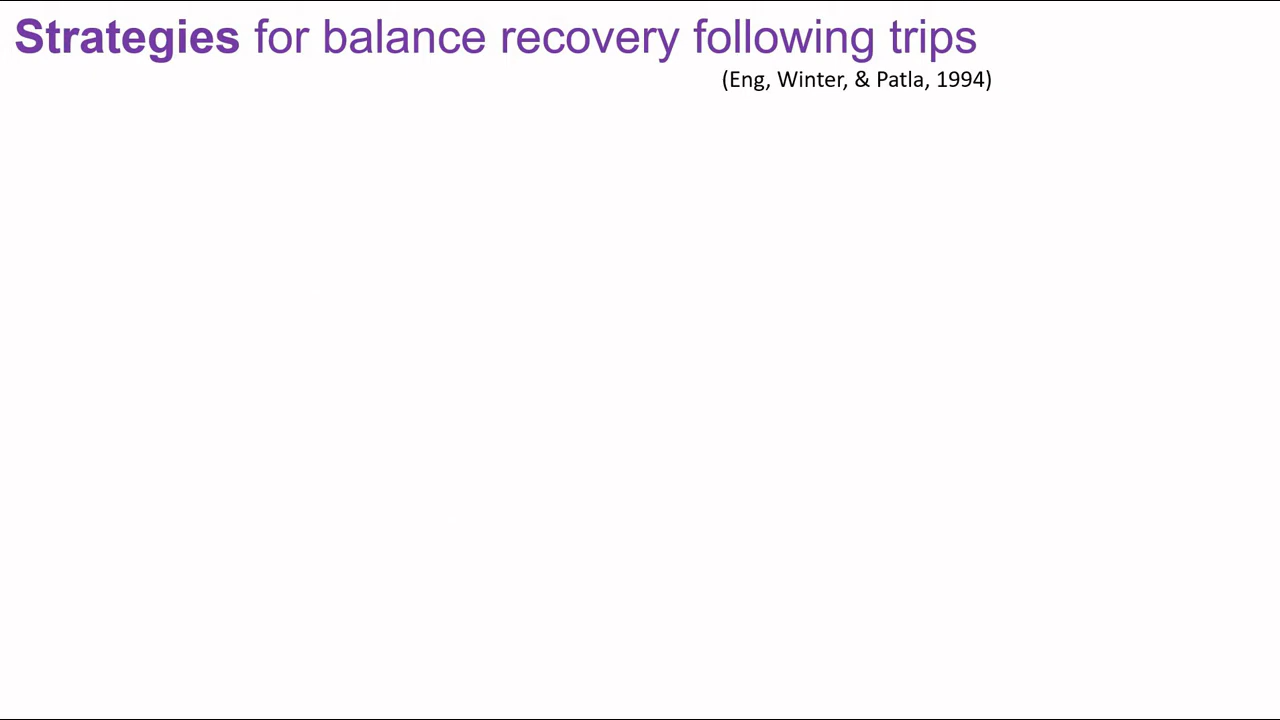 Strategies for balance recovery following trips
(Eng, Winter, & Patla, 1994)